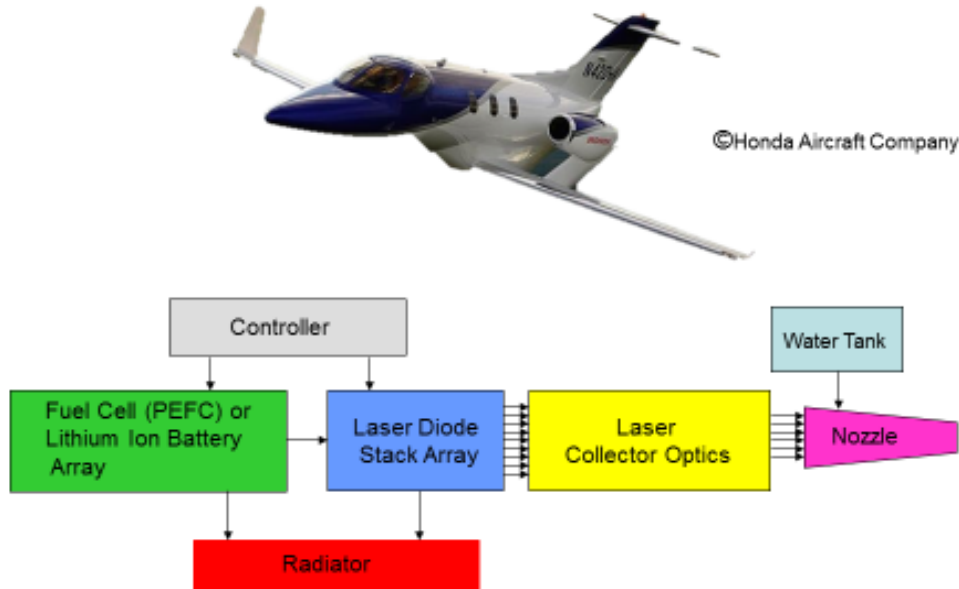 ©Honda Aircraft Company
Controller
Water Tank
Fuel Cell (PEFC) or
Lithium Ion Battery
Array
Laser Diode
Stack Array
Laser
Collector Optics
Nozzle
Radiator